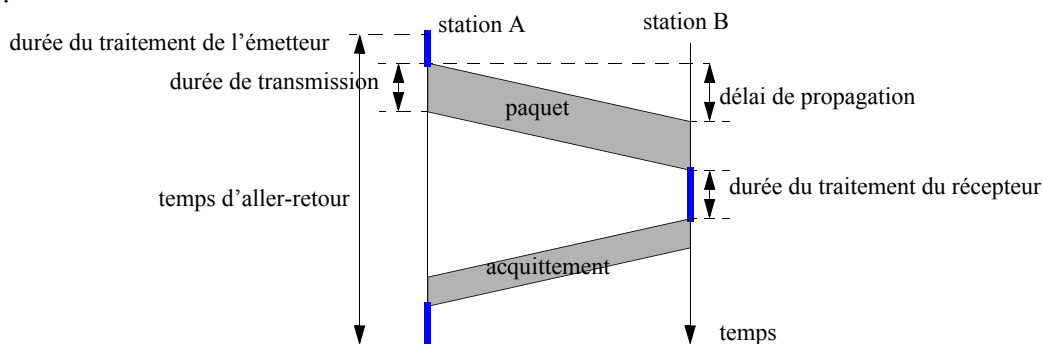 station A
station B
durée du traitement de l’émetteur
durée de transmission
délai de propagation
paquet
durée du traitement du récepteur
temps d’aller-retour
acquittement
temps